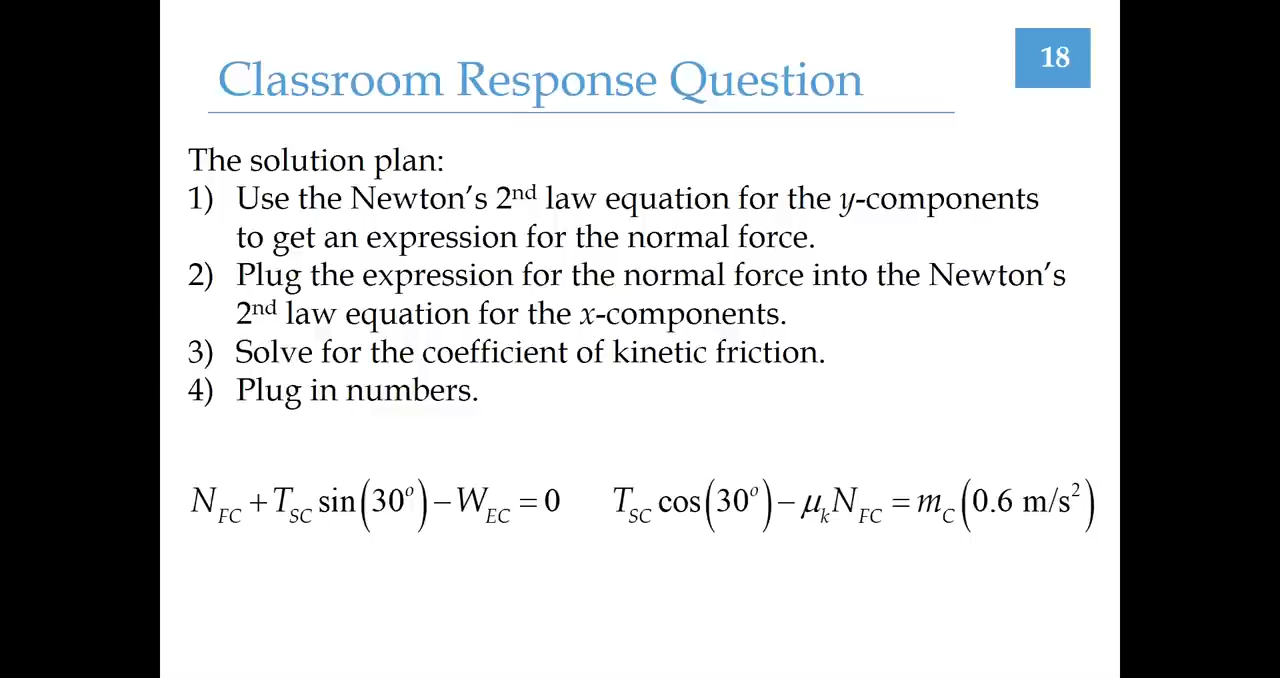 18
Classroom Response Question
The solution plan:
1) Use the Newton’s 2nd law equation for the y-components
to get an expression for the normal force.
2) Plug the expression for the normal force into the Newton’s
2nd law equation for the x-components.
3) Solve for the coefficient of kinetic friction.
4) Plug in numbers.
N_FC + T_SC sin(30°) − W_EC = 0   T_SC cos(30°) − μ_k N_FC = m_C (0.6 m/s²)